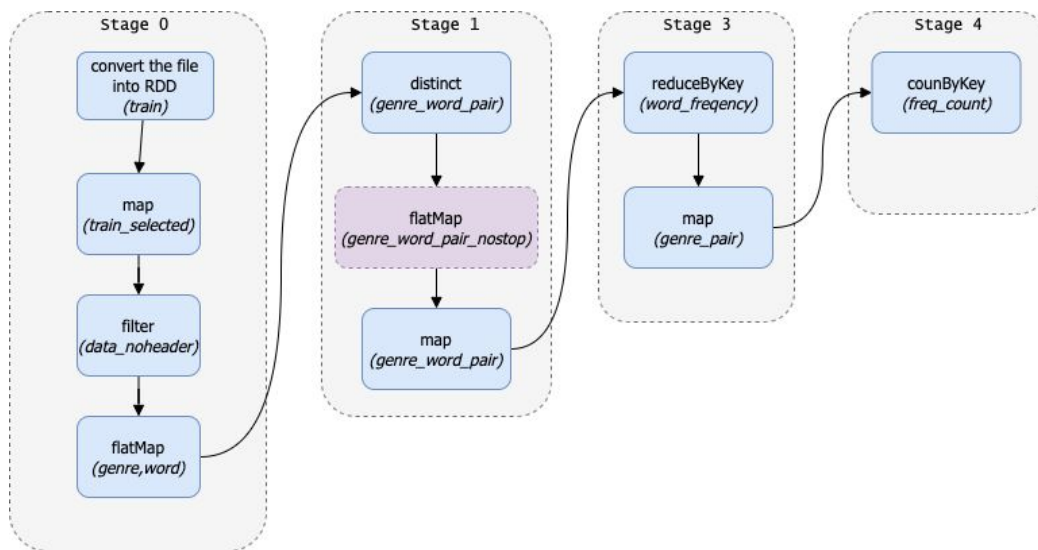 Stage 0
convert the file
into RDD
(train)
map
(train_selected)
filter
(data_noheader)
flatMap
(genre,word)
Stage 1
distinct
(genre_word_pair)
flatMap
(genre_word_pair_nostop)
map
(genre_word_pair)
Stage 3
reduceByKey
(word_freqency)
map
(genre_pair)
Stage 4
counByKey
(freq_count)